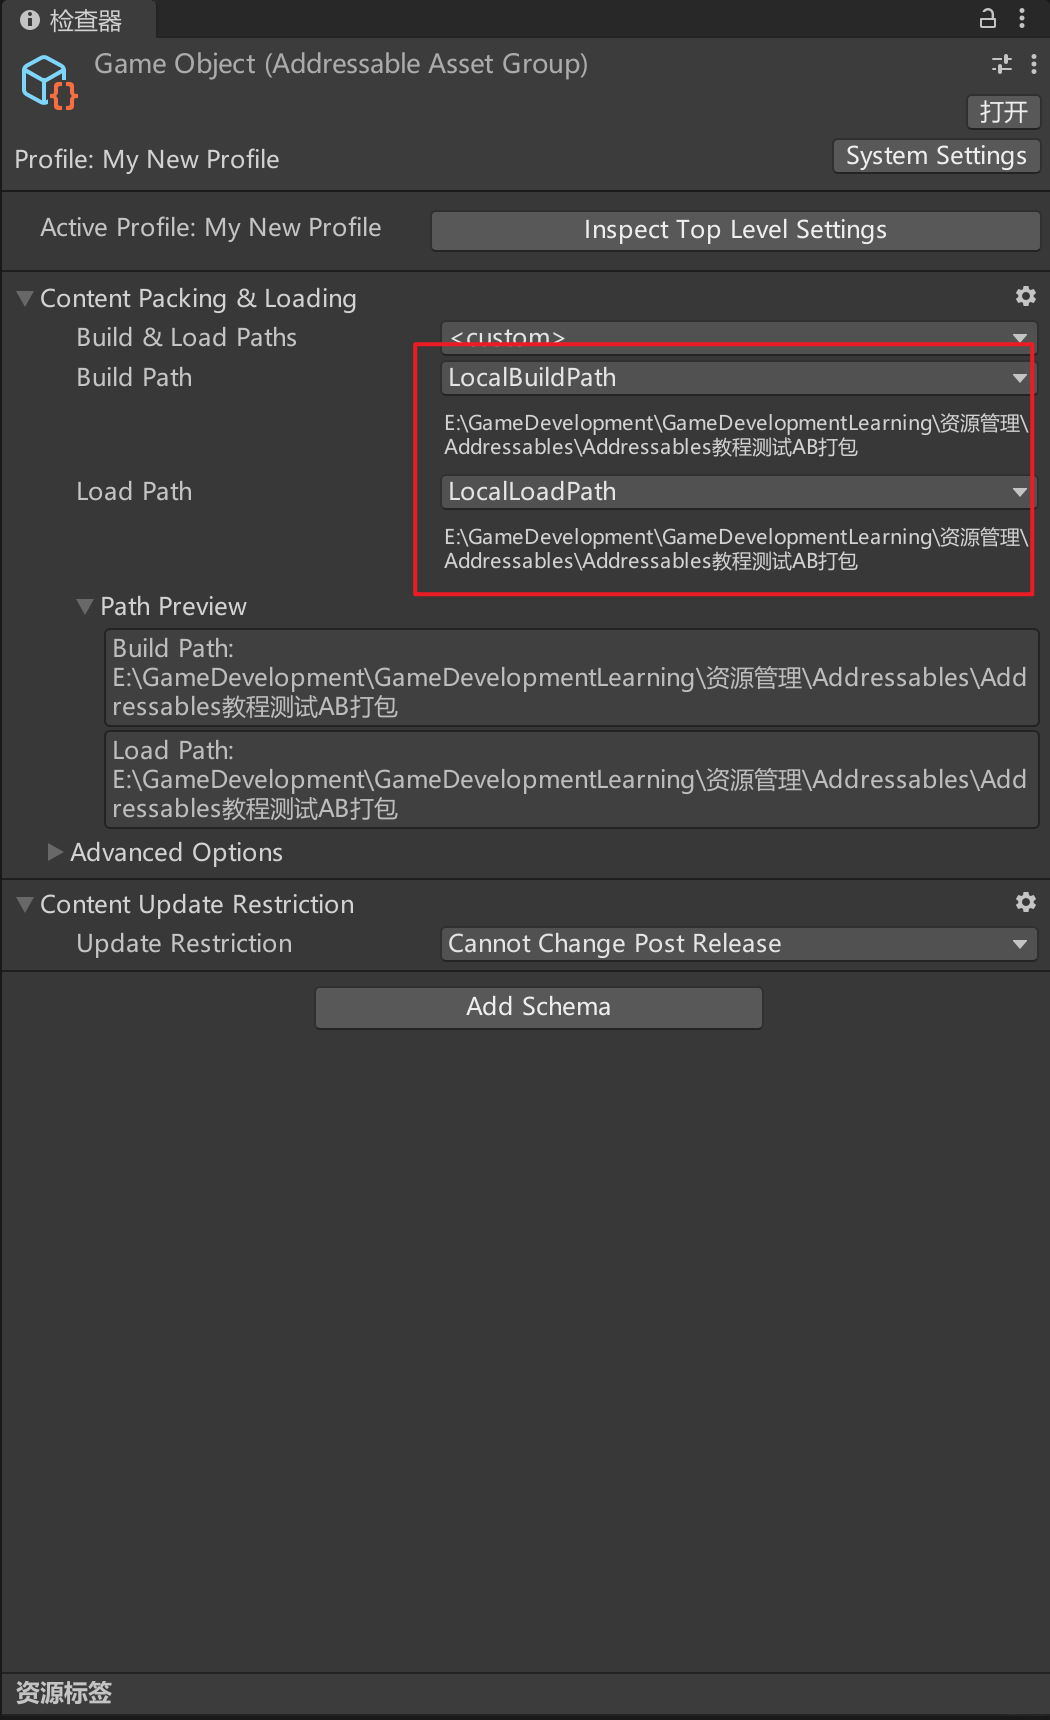 检查器
Game Object (Addressable Asset Group)
打开
Profile: My New Profile
System Settings
Active Profile: My New Profile
Inspect Top Level Settings
Content Packing & Loading
Build & Load Paths
<custom>
Build Path
LocalBuildPath
E:\GameDevelopment\GameDevelopmentLearning\资源管理\
Addressables\Addressables教程测试AB打包
Load Path
LocalLoadPath
E:\GameDevelopment\GameDevelopmentLearning\资源管理\
Addressables\Addressables教程测试AB打包
Path Preview
Build Path:
E:\GameDevelopment\GameDevelopmentLearning\资源管理\Addressables\Add
ressables教程测试AB打包
Load Path:
E:\GameDevelopment\GameDevelopmentLearning\资源管理\Addressables\Add
ressables教程测试AB打包
Advanced Options
Content Update Restriction
Update Restriction
Cannot Change Post Release
Add Schema
资源标签